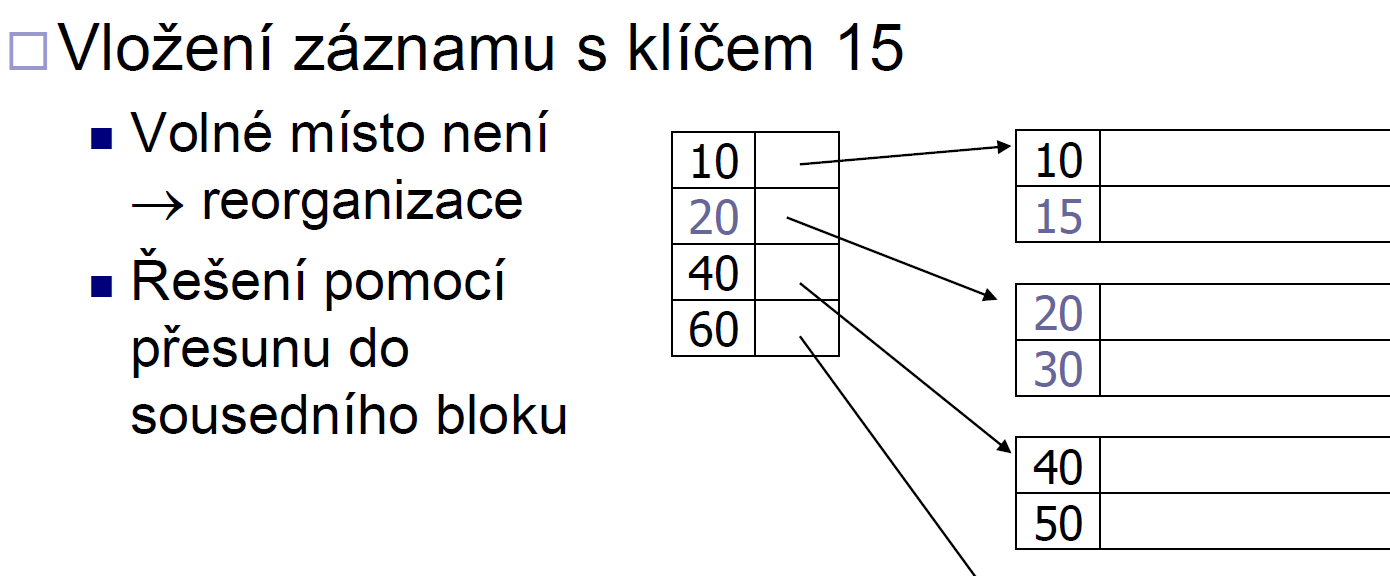 Vložení záznamu s klíčem 15
Volné místo není
→ reorganizace
Řešení pomocí
přesunu do
sousedního bloku
10
20
40
60
10
15
20
30
40
50